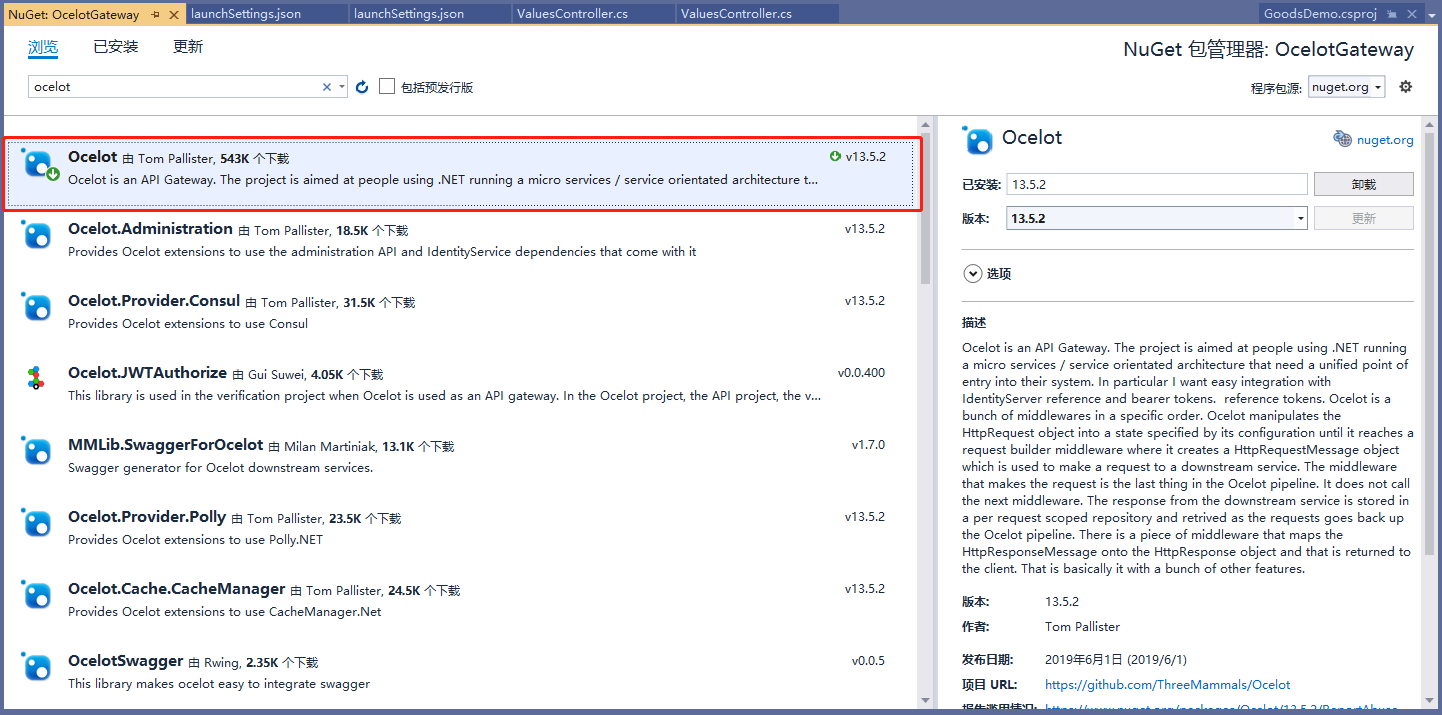 NuGet: OcelotGateway
launchSettings.json
launchSettings.json
ValuesController.cs
ValuesController.cs
GoodsDemo.csproj
浏览
已安装
更新
NuGet 包管理器: OcelotGateway
ocelot
包括预发行版
程序包源:
nuget.org
Ocelot 由 Tom Pallister, 543K 个下载
v13.5.2
Ocelot is an API Gateway. The project is aimed at people using .NET running a micro services / service orientated architecture t...
Ocelot.Administration 由 Tom Pallister, 18.5K 个下载
v13.5.2
Provides Ocelot extensions to use the administration API and IdentityService dependencies that come with it
Ocelot.Provider.Consul 由 Tom Pallister, 31.5K 个下载
v13.5.2
Provides Ocelot extensions to use Consul
Ocelot.JWTAuthorize 由 Gui Suwei, 4.05K 个下载
v0.0.400
This library is used in the verification project when Ocelot is used as an API gateway. In the Ocelot project, the API project, the v...
MMLib.SwaggerForOcelot 由 Milan Martiniak, 13.1K 个下载
v1.7.0
Swagger generator for Ocelot downstream services.
Ocelot.Provider.Polly 由 Tom Pallister, 23.5K 个下载
v13.5.2
Provides Ocelot extensions to use Polly.NET
Ocelot.Cache.CacheManager 由 Tom Pallister, 24.5K 个下载
v13.5.2
Provides Ocelot extensions to use CacheManager.Net
OcelotSwagger 由 Rwing, 2.35K 个下载
v0.0.5
This library makes ocelot easy to integrate swagger
Ocelot
nuget.org
已安装:
13.5.2
卸载
版本:
13.5.2
更新
选项
描述
Ocelot is an API Gateway. The project is aimed at people using .NET running
a micro services / service orientated architecture that need a unified point of
entry into their system. In particular I want easy integration with
IdentityServer reference and bearer tokens.  reference tokens. Ocelot is a
bunch of middlewares in a specific order. Ocelot manipulates the
HttpRequest object into a state specified by its configuration until it reaches a
request builder middleware where it creates a HttpRequestMessage object
which is used to make a request to a downstream service. The middleware
that makes the request is the last thing in the Ocelot pipeline. It does not call
the next middleware. The response from the downstream service is stored in
a per request scoped repository and retrived as the requests goes back up
the Ocelot pipeline. There is a piece of middleware that maps the
HttpResponseMessage onto the HttpResponse object and that is returned to
the client. That is basically it with a bunch of other features.
版本:
13.5.2
作者:
Tom Pallister
发布日期:
2019年6月1日 (2019/6/1)
项目 URL:
https://github.com/ThreeMammals/Ocelot
报告滥用情况:
https://www.nuget.org/packages/Ocelot/13.5.2/ReportAbuse